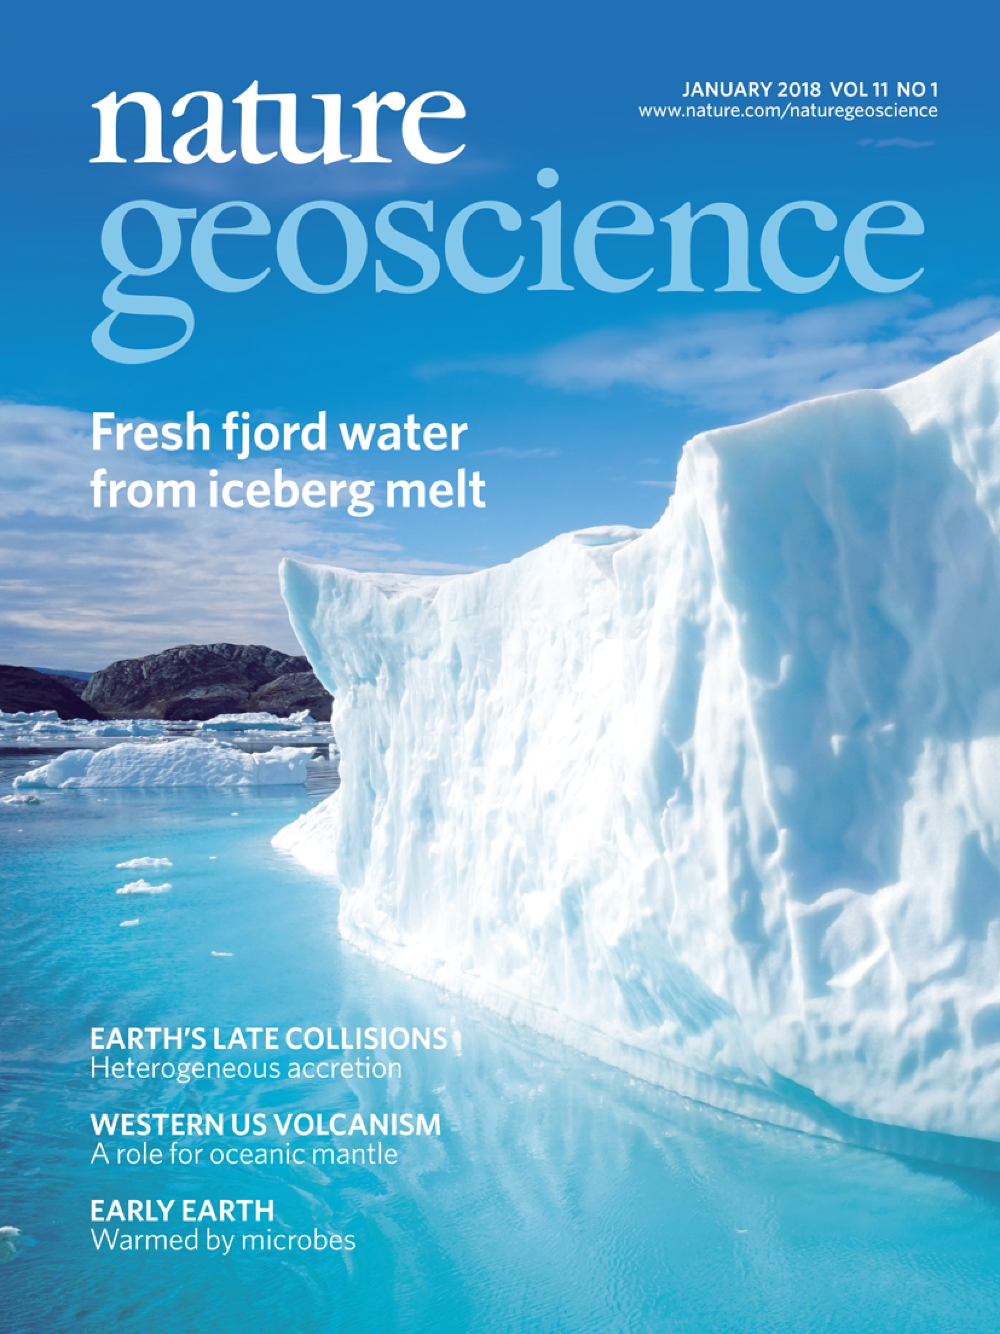 nature
JANUARY 2018 VOL 11 NO 1
www.nature.com/naturegeoscience
geoscience
Fresh fjord water
from iceberg melt
EARTH'S LATE COLLISIONS
Heterogeneous accretion
WESTERN US VOLCANISM
A role for oceanic mantle
EARLY EARTH
Warmed by microbes